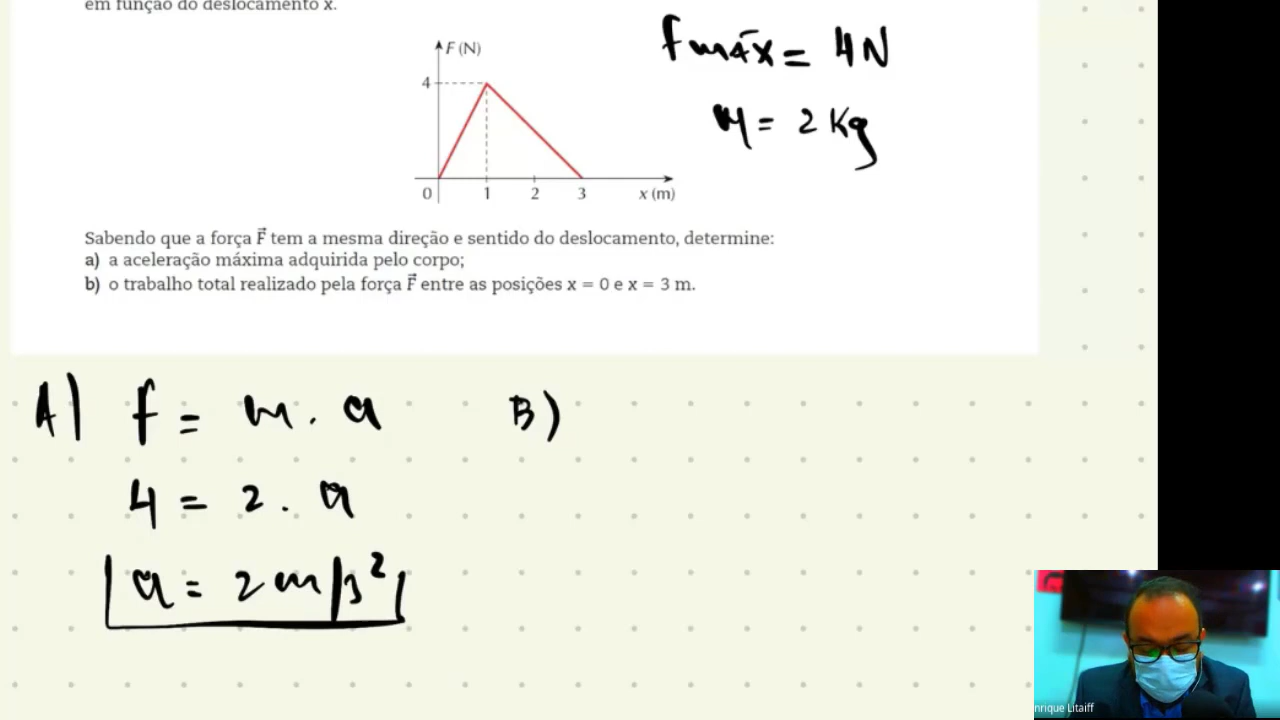 em função do deslocamento x.
F (N)
4
0 1 2 3 x (m)
fmáx = 4N
M = 2 Kg
Sabendo que a força F⃗ tem a mesma direção e sentido do deslocamento, determine:
a) a aceleração máxima adquirida pelo corpo;
b) o trabalho total realizado pela força F⃗ entre as posições x = 0 e x = 3 m.
A) f = m . a
4 = 2 . a
a = 2m/s²
B)
nrique Litaiff